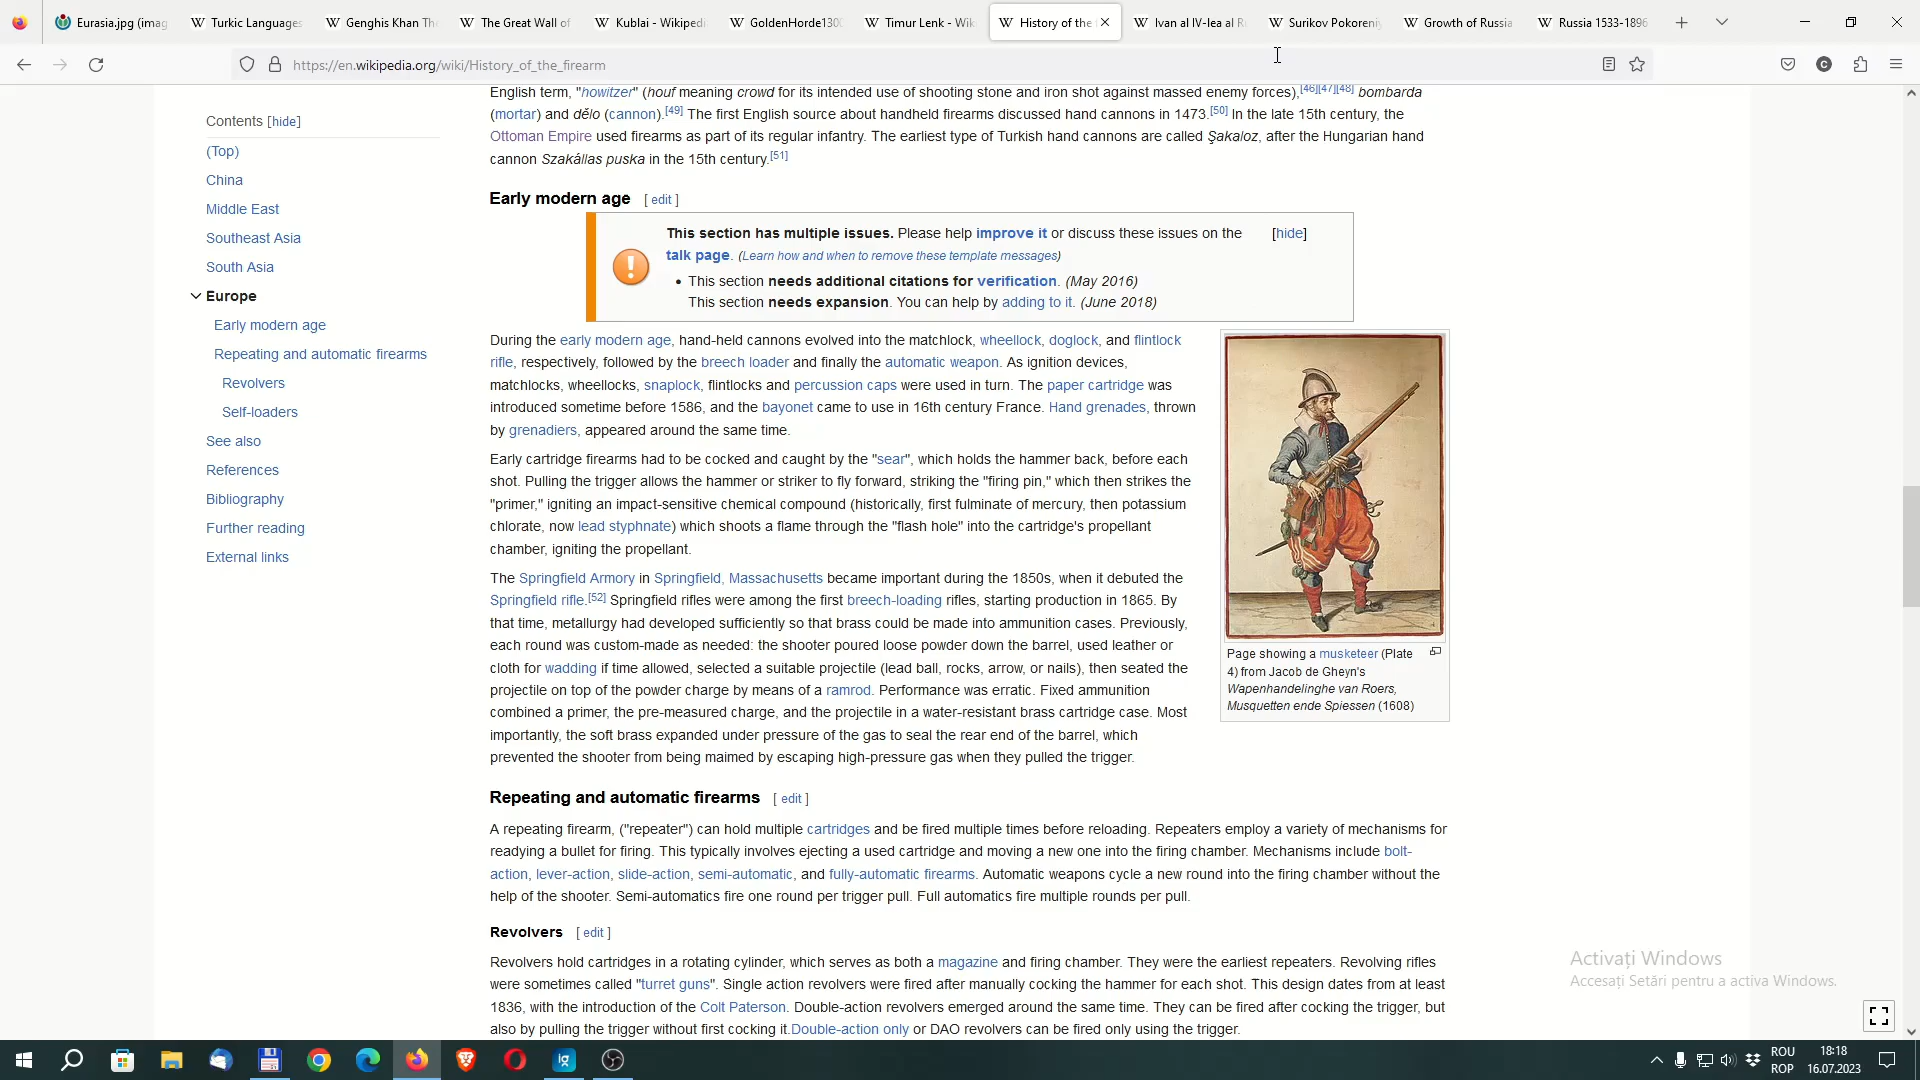 Eurasia.jpg (imag
Turkic Languages
Genghis Khan The
The Great Wall of
Kublai - Wikipedi
GoldenHorde1300
Timur Lenk - Wik
History of the
Ivan al IV-lea al R
Surikov Pokoreniy
Growth of Russia
Russia 1533-1896
https://en.wikipedia.org/wiki/History_of_the_firearm
Contents [hide]
(Top)
China
Middle East
Southeast Asia
South Asia
Europe
Early modern age
Repeating and automatic firearms
Revolvers
Self-loaders
See also
References
Bibliography
Further reading
External links
English term, "howitzer" (houf meaning crowd for its intended use of shooting stone and iron shot against massed enemy forces),[46][47][48] bombarda
(mortar) and dělo (cannon).[49] The first English source about handheld firearms discussed hand cannons in 1473.[50] In the late 15th century, the
Ottoman Empire used firearms as part of its regular infantry. The earliest type of Turkish hand cannons are called Şakaloz, after the Hungarian hand
cannon Szakállas puska in the 15th century.[51]
Early modern age [ edit ]
This section has multiple issues. Please help improve it or discuss these issues on the [hide]
talk page. (Learn how and when to remove these template messages)
• This section needs additional citations for verification. (May 2016)
This section needs expansion. You can help by adding to it. (June 2018)
During the early modern age, hand-held cannons evolved into the matchlock, wheellock, doglock, and flintlock
rifle, respectively, followed by the breech loader and finally the automatic weapon. As ignition devices,
matchlocks, wheellocks, snaplock, flintlocks and percussion caps were used in turn. The paper cartridge was
introduced sometime before 1586, and the bayonet came to use in 16th century France. Hand grenades, thrown
by grenadiers, appeared around the same time.
Early cartridge firearms had to be cocked and caught by the "sear", which holds the hammer back, before each
shot. Pulling the trigger allows the hammer or striker to fly forward, striking the "firing pin," which then strikes the
"primer," igniting an impact-sensitive chemical compound (historically, first fulminate of mercury, then potassium
chlorate, now lead styphnate) which shoots a flame through the "flash hole" into the cartridge's propellant
chamber, igniting the propellant.
The Springfield Armory in Springfield, Massachusetts became important during the 1850s, when it debuted the
Springfield rifle.[52] Springfield rifles were among the first breech-loading rifles, starting production in 1865. By
that time, metallurgy had developed sufficiently so that brass could be made into ammunition cases. Previously,
each round was custom-made as needed: the shooter poured loose powder down the barrel, used leather or
cloth for wadding if time allowed, selected a suitable projectile (lead ball, rocks, arrow, or nails), then seated the
projectile on top of the powder charge by means of a ramrod. Performance was erratic. Fixed ammunition
combined a primer, the pre-measured charge, and the projectile in a water-resistant brass cartridge case. Most
importantly, the soft brass expanded under pressure of the gas to seal the rear end of the barrel, which
prevented the shooter from being maimed by escaping high-pressure gas when they pulled the trigger.
Page showing a musketeer (Plate
4) from Jacob de Gheyn's
Wapenhandelinghe van Roers,
Musquetten ende Spiessen (1608)
Repeating and automatic firearms [ edit ]
A repeating firearm, ("repeater") can hold multiple cartridges and be fired multiple times before reloading. Repeaters employ a variety of mechanisms for
readying a bullet for firing. This typically involves ejecting a used cartridge and moving a new one into the firing chamber. Mechanisms include bolt-
action, lever-action, slide-action, semi-automatic, and fully-automatic firearms. Automatic weapons cycle a new round into the firing chamber without the
help of the shooter. Semi-automatics fire one round per trigger pull. Full automatics fire multiple rounds per pull.
Revolvers [ edit ]
Revolvers hold cartridges in a rotating cylinder, which serves as both a magazine and firing chamber. They were the earliest repeaters. Revolving rifles
were sometimes called "turret guns". Single action revolvers were fired after manually cocking the hammer for each shot. This design dates from at least
1836, with the introduction of the Colt Paterson. Double-action revolvers emerged around the same time. They can be fired after cocking the trigger, but
also by pulling the trigger without first cocking it.Double-action only or DAO revolvers can be fired only using the trigger.
Activați Windows
Accesați Setări pentru a activa Windows.
ROU
ROP
18:18
16.07.2023